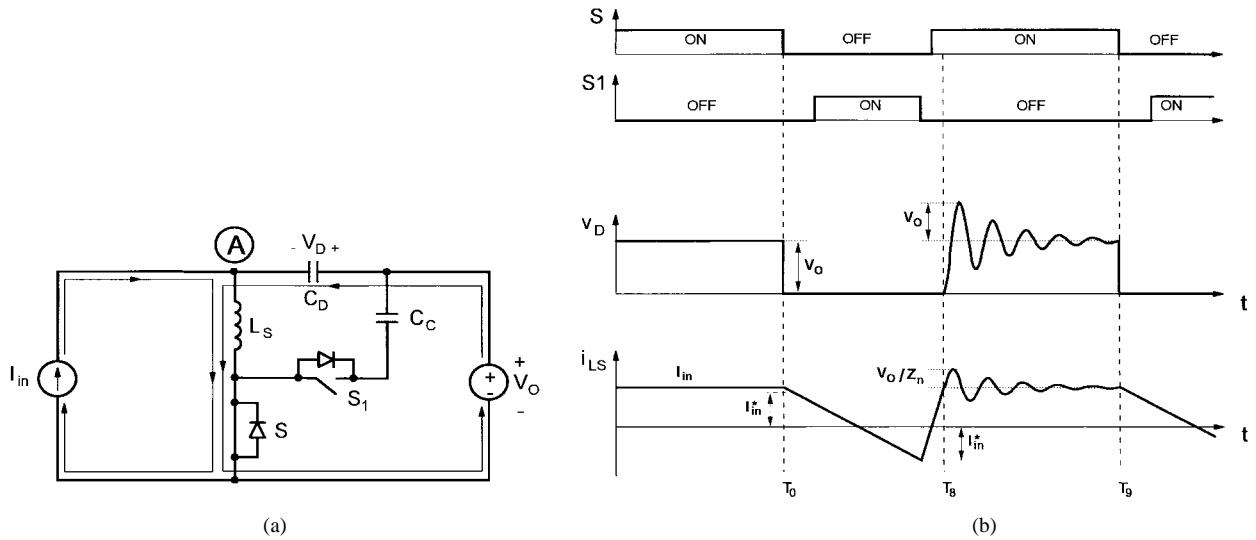 A
- V_D +
C_D
L_S
C_C
I_in
S_1
S
+
V_O
-
+
-
(a)
S
ON
OFF
ON
OFF
S1
OFF
ON
OFF
ON
v_D
V_O
V_O
t
i_LS
I_in
I*_in
V_O/Z_n
I*_in
t
T_0
T_8
T_9
(b)